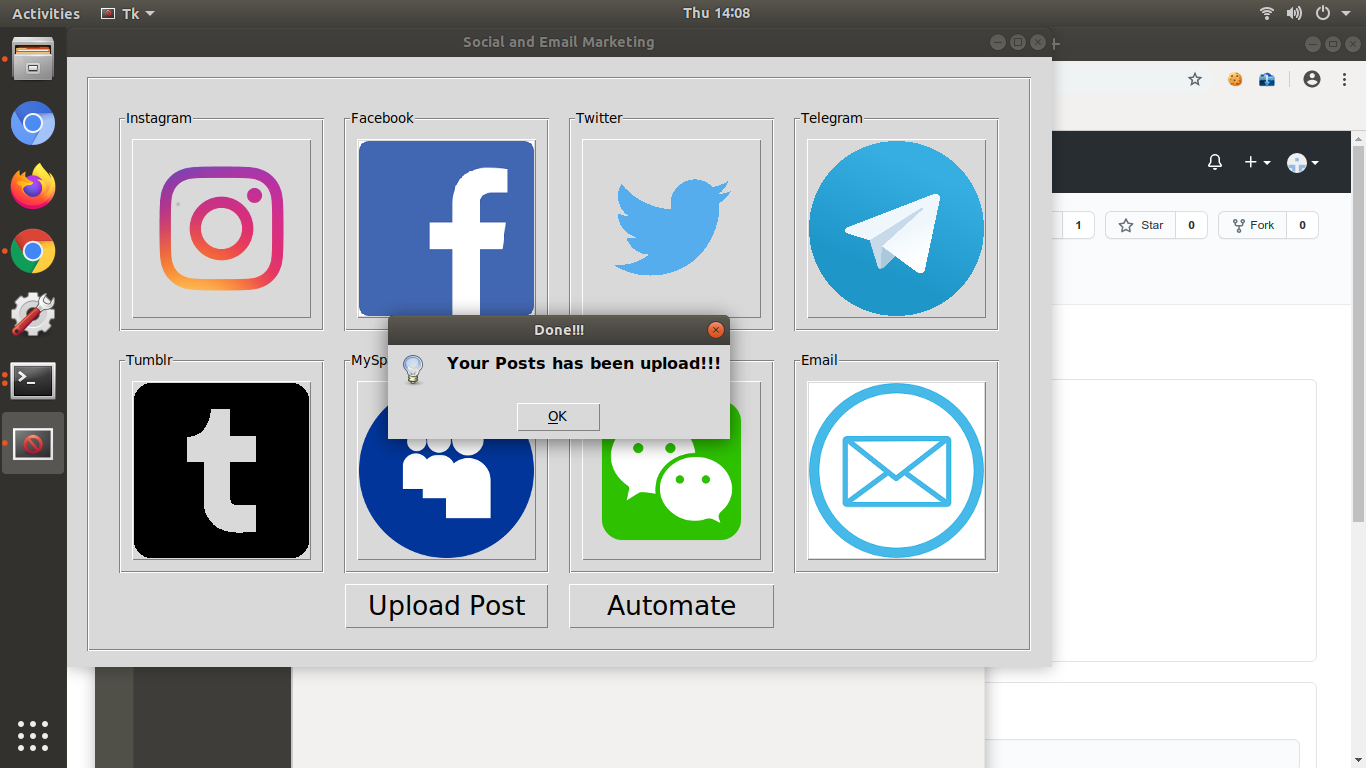 Activities
Tk
Thu 14:08
Social and Email Marketing
Instagram
Facebook
Twitter
Telegram
1
Star
0
Fork
0
Done!!!
Your Posts has been upload!!!
OK
Tumblr
MySp
Email
Upload Post
Automate